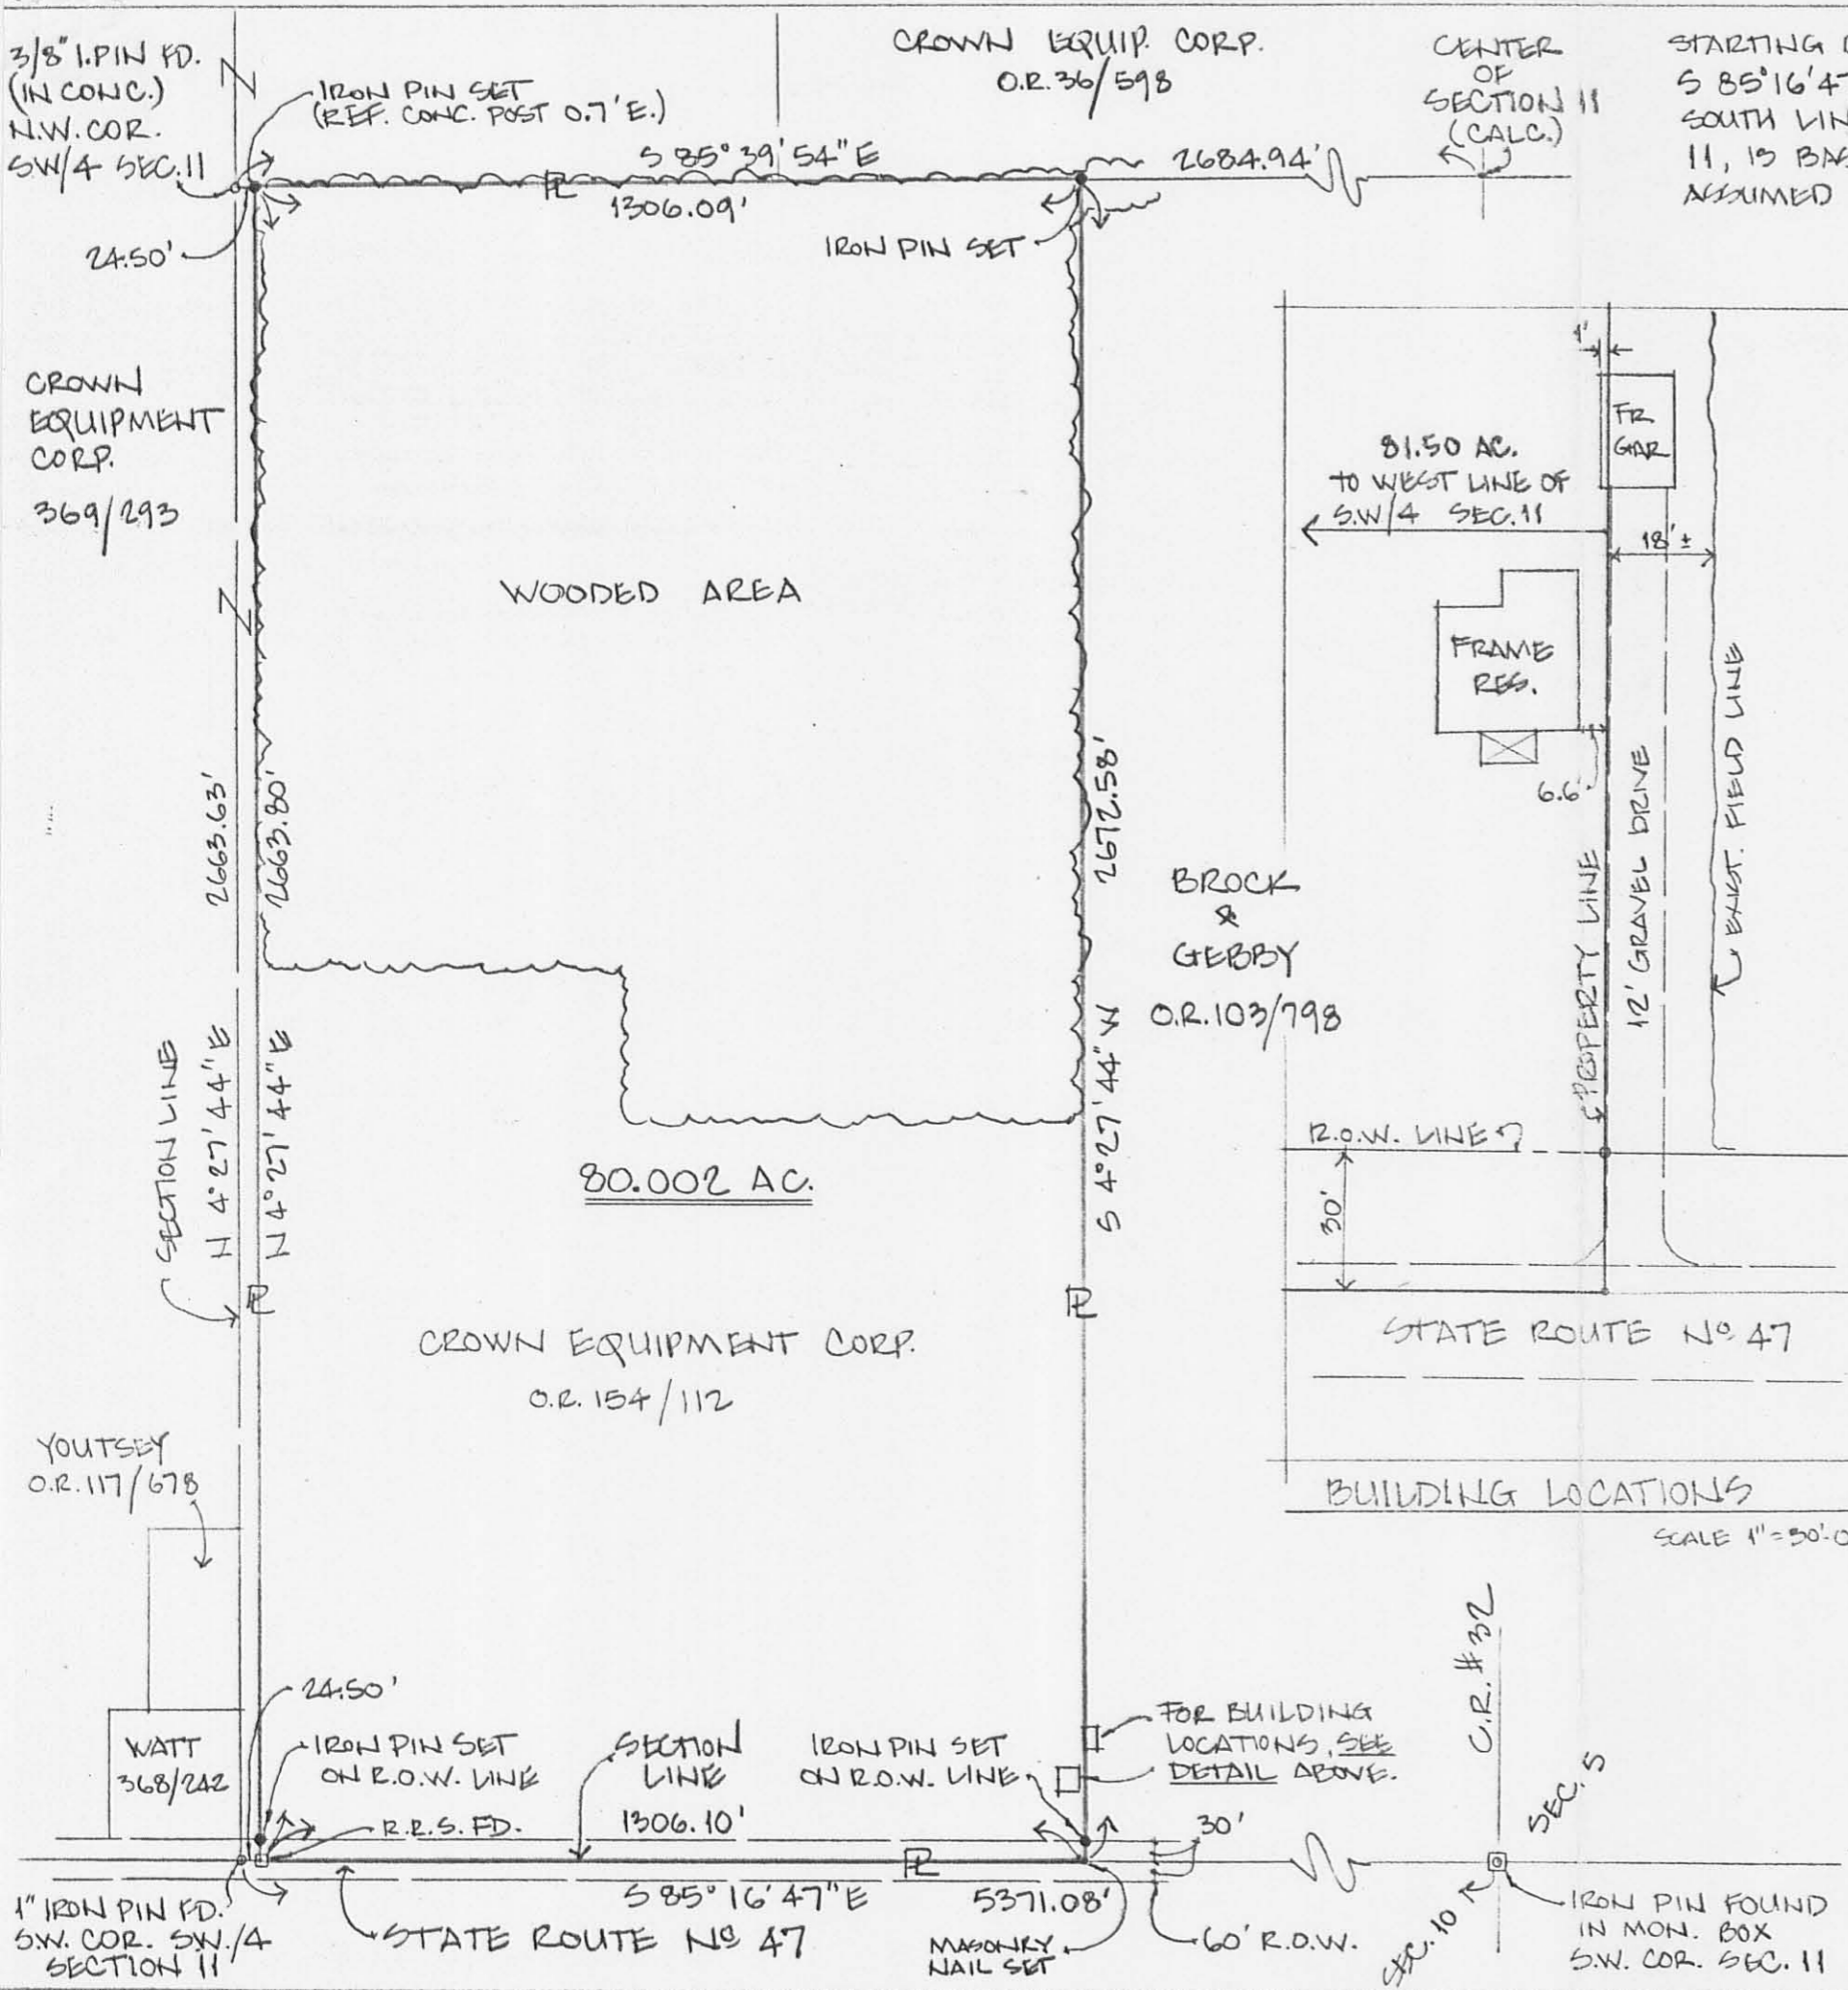 3/8" I.PIN FD.
(IN CONC.)
N.W. COR.
SW/4 SEC.11
IRON PIN SET
(REF. CONC. POST 0.7' E.)
CROWN EQUIP. CORP.
O.R. 36/598
CENTER
OF
SECTION 11
(CALC.)
STARTING
S 85°16'47
SOUTH LIN
11, IS BAS
ASSUMED
S 85° 39' 54" E
2684.94'
1306.09'
24.50'
IRON PIN SET
CROWN
EQUIPMENT
CORP.
369/293
WOODED AREA
1'
FR
GAR
81.50 AC.
TO WEST LINE OF
S.W/4 SEC.11
18' ±
FRAME
RES.
6.6'
PROPERTY LINE
12' GRAVEL DRIVE
EXIST. FIELD LINE
2663.63'
2663.80'
2672.58'
BROCK
&
GEBBY
O.R. 103/798
SECTION LINE
N 4° 27' 44" E
N 4° 27' 44" E
S 4° 27' 44" W
R.O.W. LINE
30'
80.002 AC.
PL
PL
PL
STATE ROUTE Nº 47
CROWN EQUIPMENT CORP.
O.R. 154/112
YOUTSEY
O.R. 117/678
BUILDING LOCATIONS
SCALE 1" = 30'-0
C.R. #32
24.50'
WATT
368/242
IRON PIN SET
ON R.O.W. LINE
SECTION
LINE
IRON PIN SET
ON R.O.W. LINE
FOR BUILDING
LOCATIONS, SEE
DETAIL ABOVE.
R.R.S. FD.
1306.10'
30'
SEC. 5
PL
1" IRON PIN FD.
S.W. COR. SW./4
SECTION 11
S 85° 16' 47" E
5371.08'
STATE ROUTE Nº 47
MASONRY
NAIL SET
60' R.O.W.
SEC. 10
IRON PIN FOUND
IN MON. BOX
S.W. COR. SEC. 11